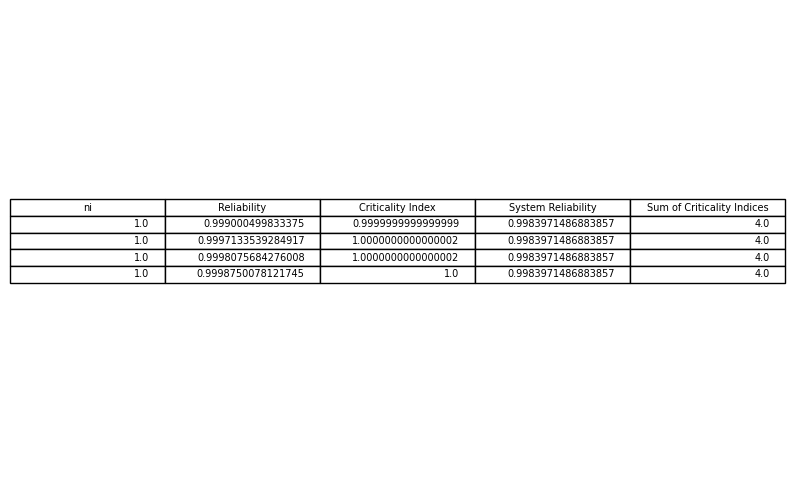 ni Reliability Criticality Index System Reliability Sum of Criticality Indices
1.0 0.999000499833375 0.9999999999999999 0.9983971486883857 4.0
1.0 0.9997133539284917 1.0000000000000002 0.9983971486883857 4.0
1.0 0.9998075684276008 1.0000000000000002 0.9983971486883857 4.0
1.0 0.9998750078121745 1.0 0.9983971486883857 4.0